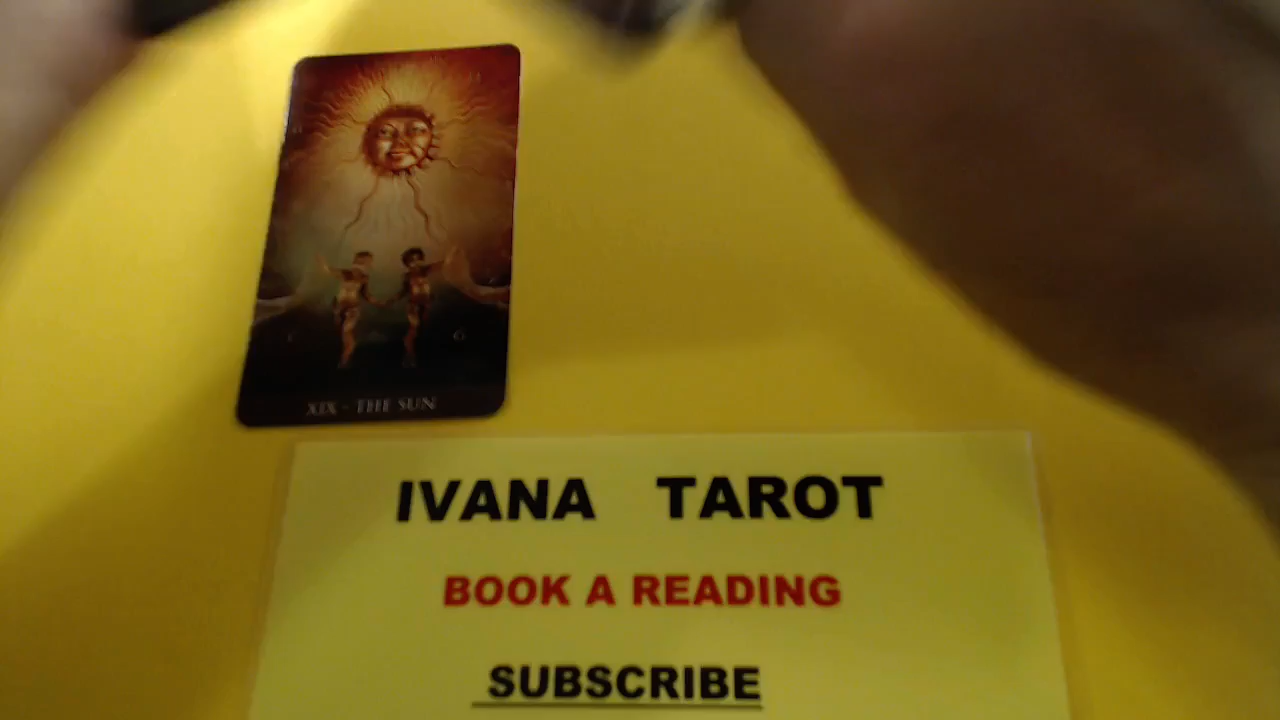 XIX - THE SUN
IVANA TAROT
BOOK A READING
SUBSCRIBE